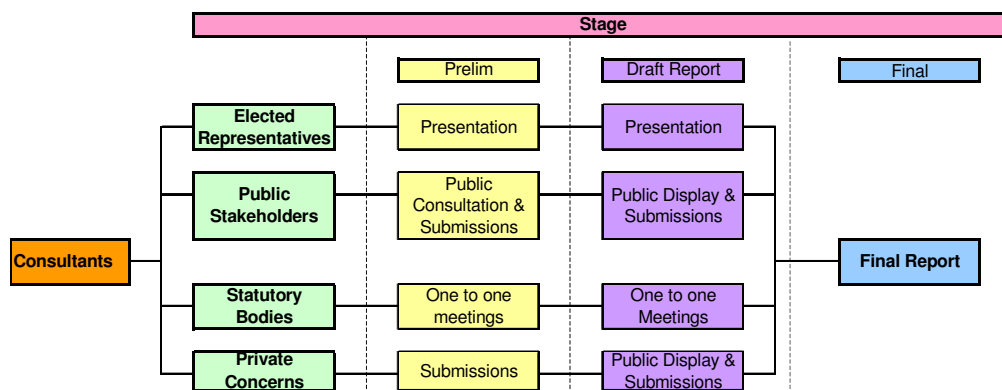 Stage
Prelim
Draft Report
Final
Elected
Representatives
Presentation
Presentation
Public
Stakeholders
Public
Consultation &
Submissions
Public Display &
Submissions
Consultants
Final Report
Statutory
Bodies
One to one
meetings
One to one
Meetings
Private
Concerns
Submissions
Public Display &
Submissions